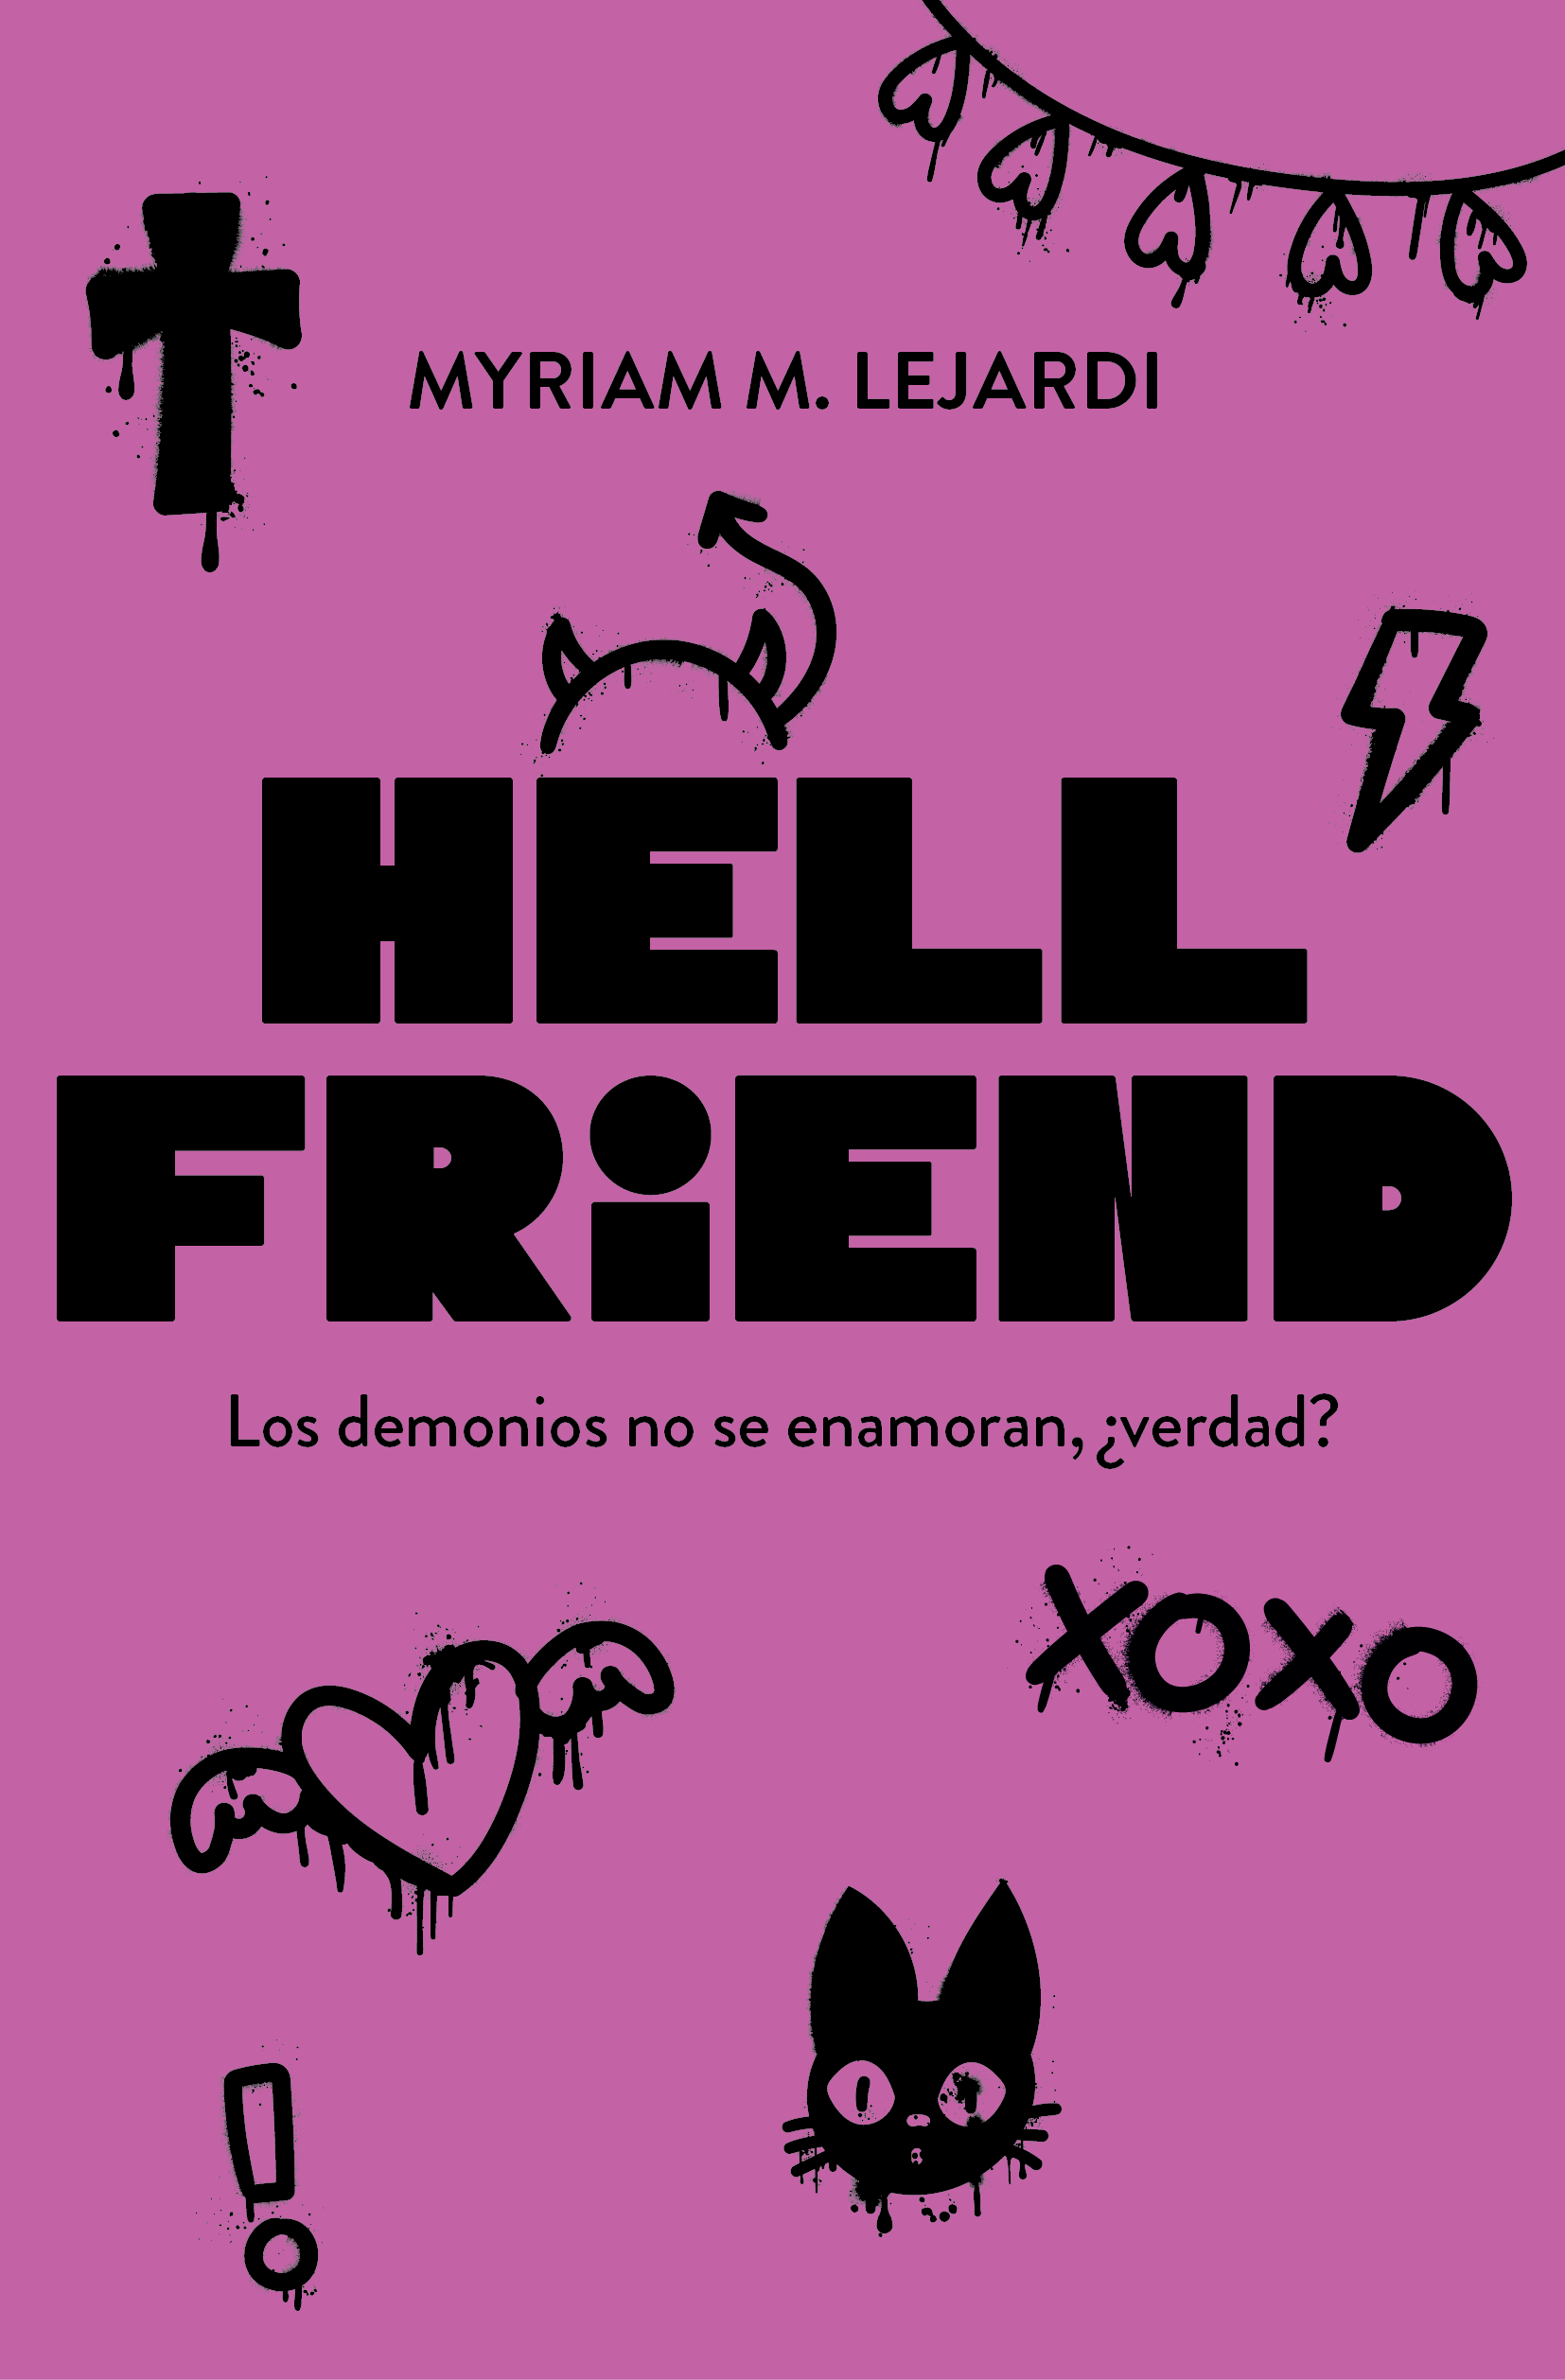 MYRIAM M. LEJARDI
HELL
FRiEND
Los demonios no se enamoran, ¿verdad?
XOXO